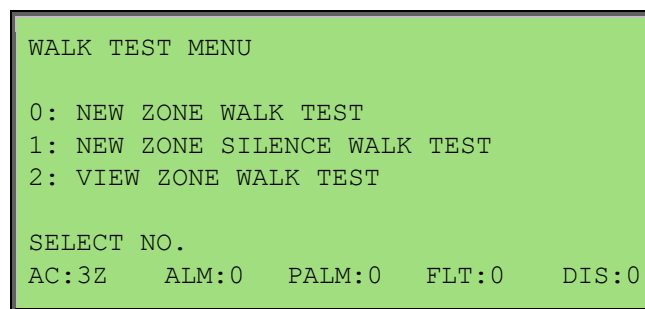 WALK TEST MENU
0: NEW ZONE WALK TEST
1: NEW ZONE SILENCE WALK TEST
2: VIEW ZONE WALK TEST
SELECT NO.
AC:3Z ALM:0 PALM:0 FLT:0 DIS:0